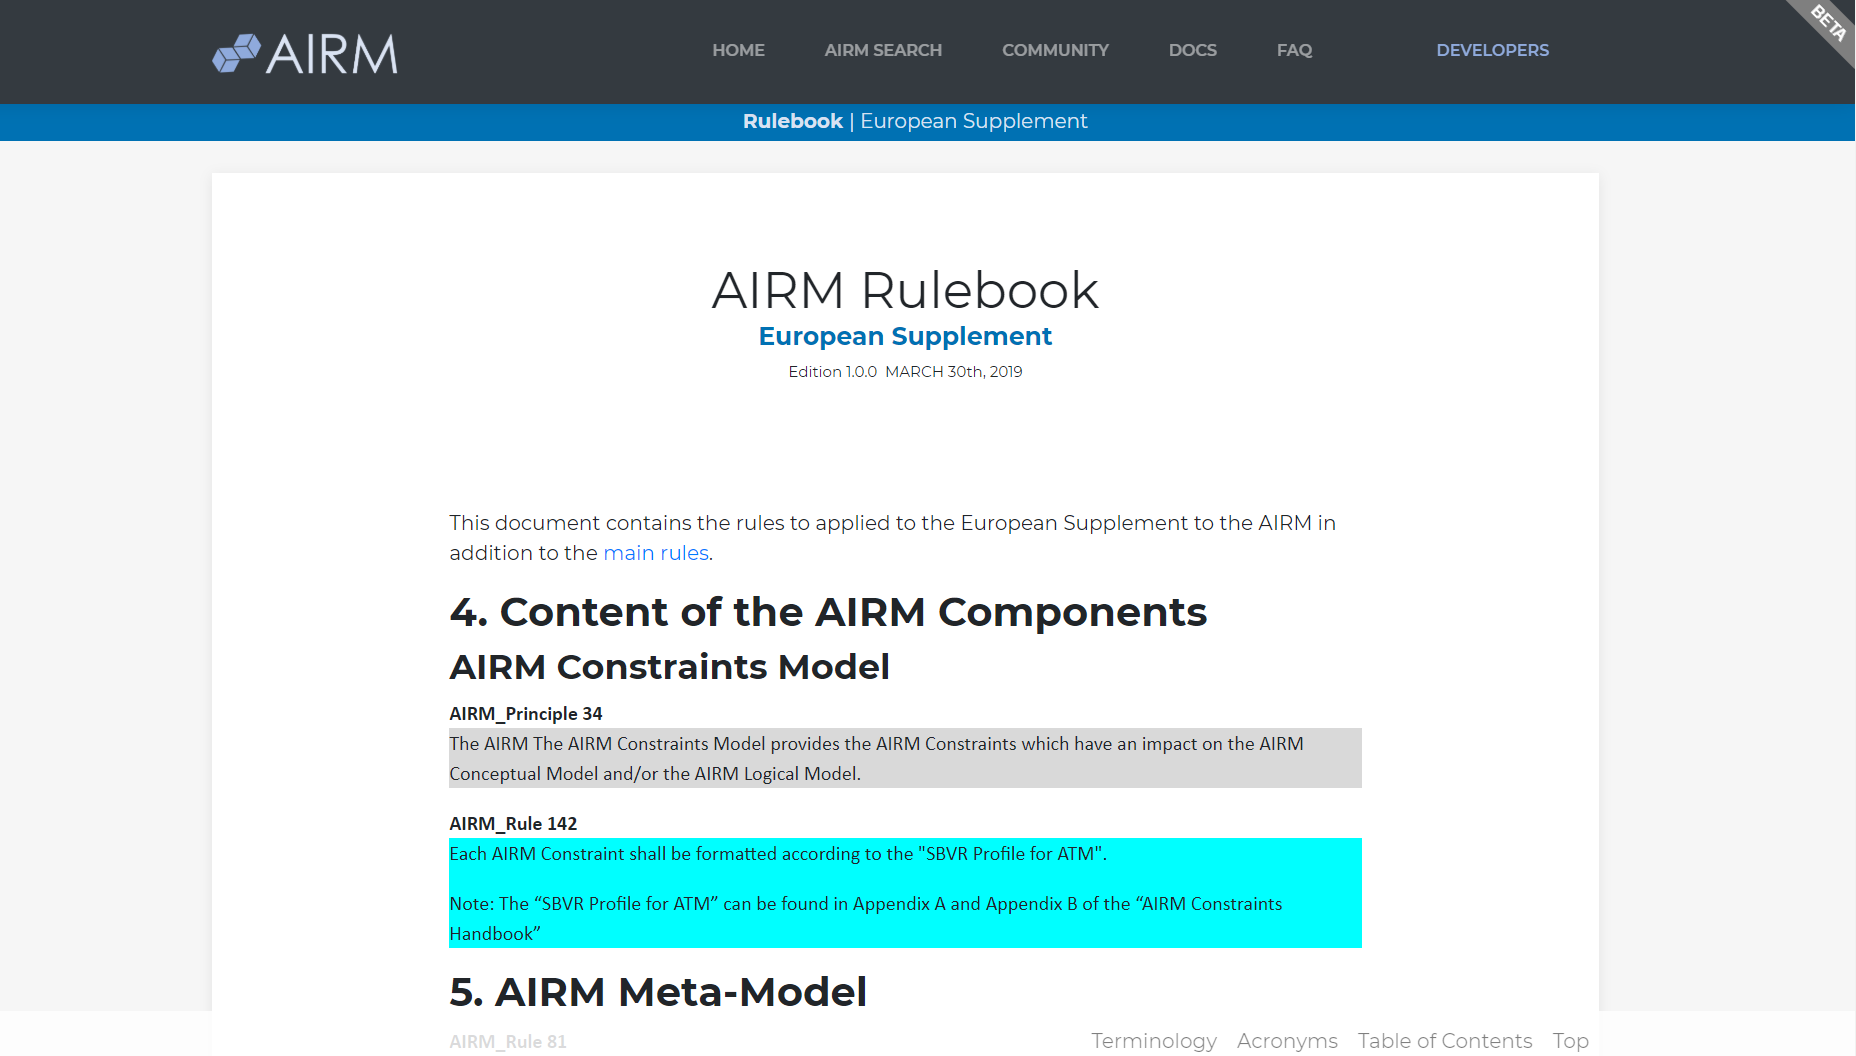 AIRM
HOME
AIRM SEARCH
COMMUNITY
DOCS
FAQ
DEVELOPERS
BETA
Rulebook | European Supplement
AIRM Rulebook
European Supplement
Edition 1.0.0 MARCH 30th, 2019
This document contains the rules to applied to the European Supplement to the AIRM in
addition to the main rules.
4. Content of the AIRM Components
AIRM Constraints Model
AIRM_Principle 34
The AIRM The AIRM Constraints Model provides the AIRM Constraints which have an impact on the AIRM
Conceptual Model and/or the AIRM Logical Model.
AIRM_Rule 142
Each AIRM Constraint shall be formatted according to the "SBVR Profile for ATM".
Note: The “SBVR Profile for ATM” can be found in Appendix A and Appendix B of the “AIRM Constraints
Handbook”
5. AIRM Meta-Model
AIRM_Rule 81
Terminology
Acronyms
Table of Contents
Top